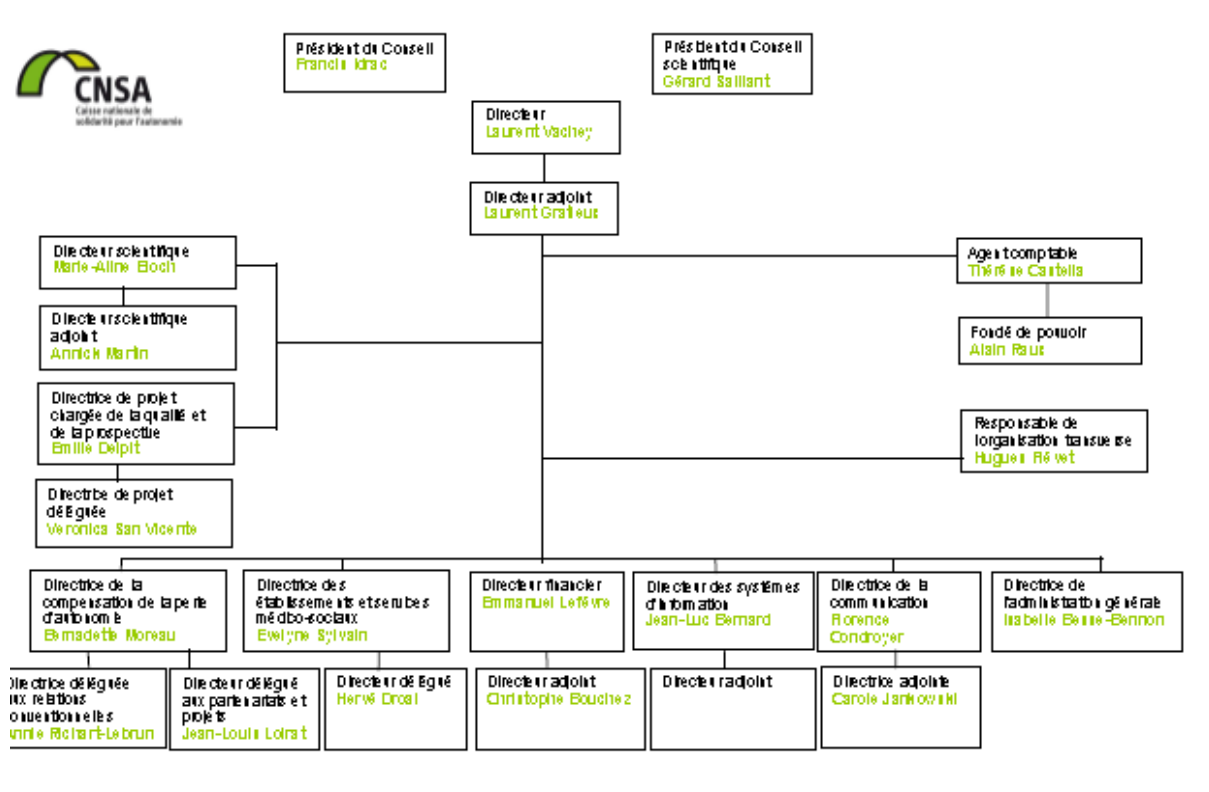 Président du Conseil
Francis Idrac
Président du Conseil
scientifique
Gérard Saillant
CNSA
Caisse nationale de
solidarité pour l'autonomie
Directeur
Laurent Vachey
Directeur adjoint
Laurent Gratieux
Directeur scientifique
Marie-Aline Bloch
Agent comptable
Thérèse Cantella
Directeur scientifique
adjoint
Annick Martin
Fondé de pouvoir
Alain Raux
Directrice de projet
chargée de la qualité et
de la prospective
Emilie Delpit
Responsable de
l'organisation transverse
Hugues Révet
Directrice de projet
déléguée
Veronica San Vicente
Directrice de la
compensation de la perte
d'autonomie
Bernadette Moreau
Directrice des
établissements et services
médico-sociaux
Evelyne Sylvain
Directeur financier
Emmanuel Lefévre
Directeur des systèmes
d'information
Jean-Luc Bernard
Directrice de la
communication
Florence
Condroyer
Directrice de
l'administration générale
Isabelle
Directrice déléguée
aux relations
conventionnelles
Annie Richart-Lebrun
Directeur délégué
aux partenariats et
projets
Jean-Louis Loirat
Directeur délégué
Hervé Droal
Directeur adjoint
Christophe Bouchez
Directeur adjoint
Directrice adjointe
Carole Jankowski